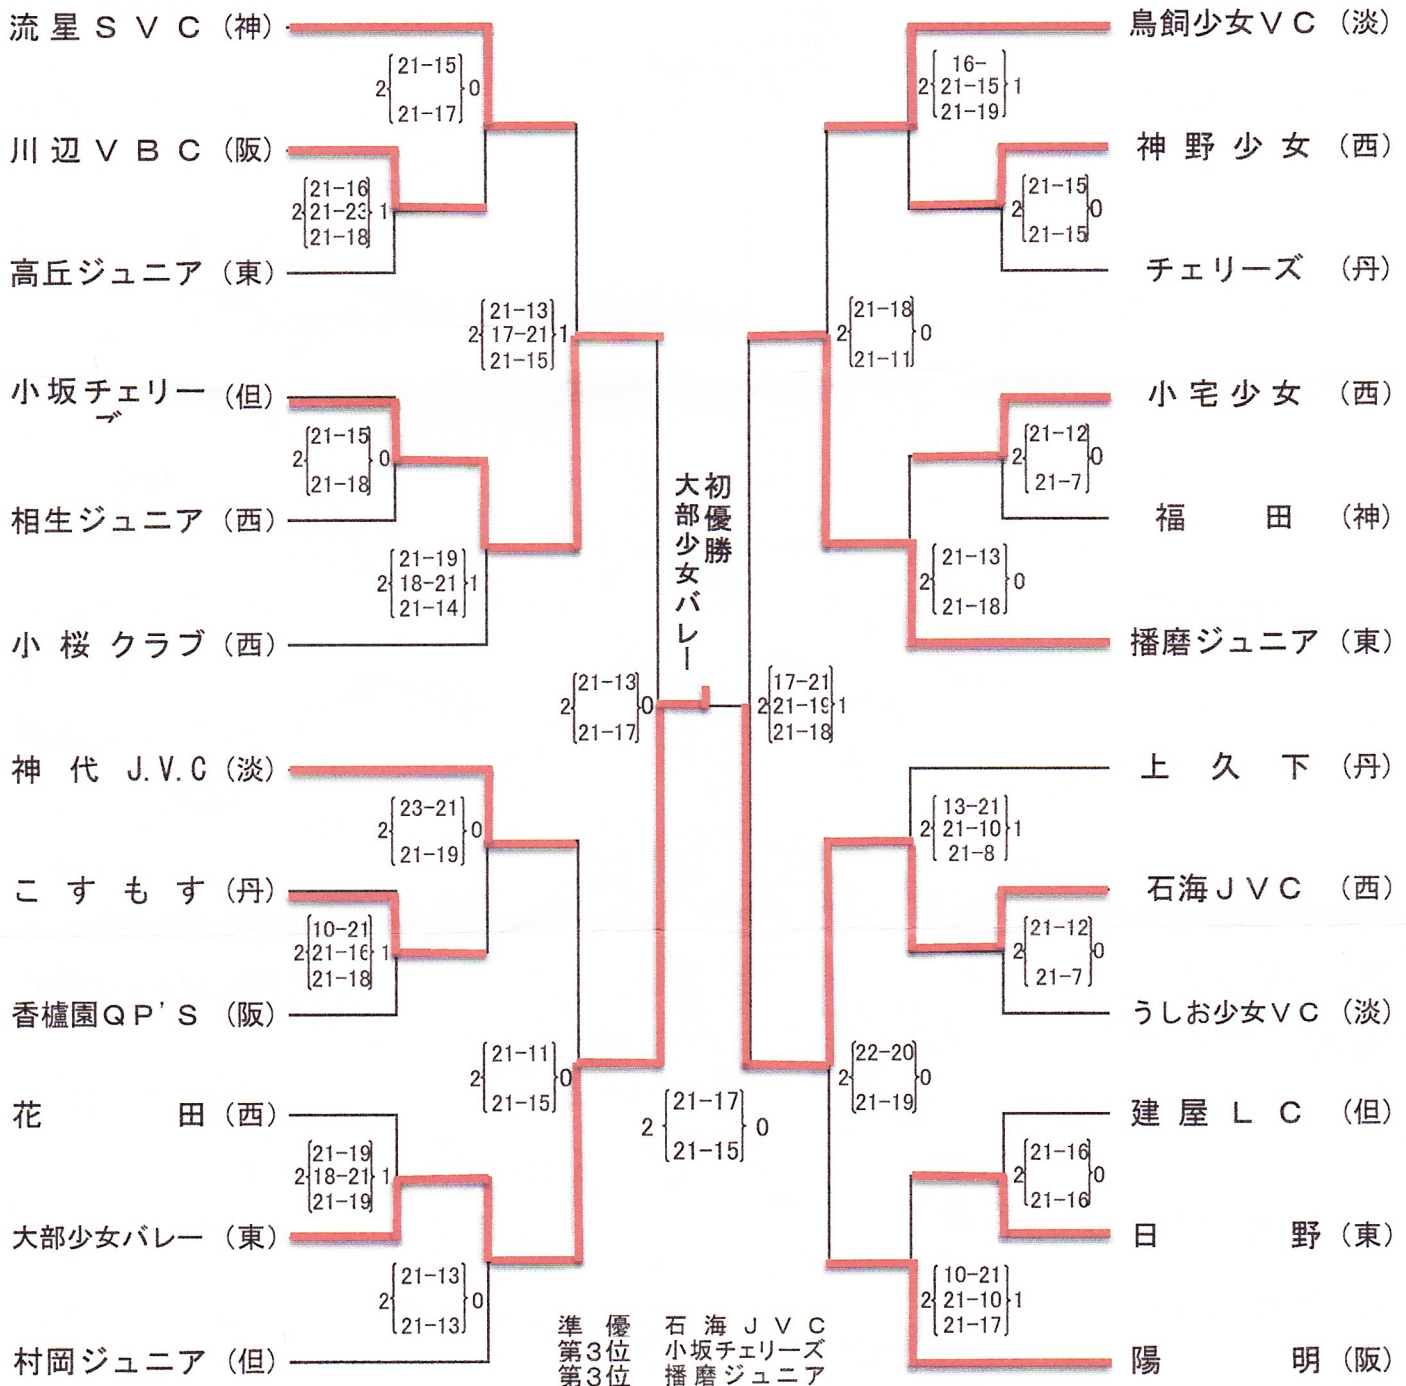 流星SVC（神）
21-15
2 0
21-17
川辺VBC（阪）
21-16
2 21-23 1
21-18
高丘ジュニア（東）
21-13
2 17-21 1
21-15
小坂チェリーズ（但）
21-15
2 0
21-18
相生ジュニア（西）
21-19
2 18-21 1
21-14
小桜クラブ（西）
21-13
2 0
21-17
神代J.V.C（淡）
23-21
2 0
21-19
こすもす（丹）
10-21
2 21-16 1
21-18
香櫨園QP'S（阪）
21-11
2 0
21-15
花田（西）
21-19
2 18-21 1
21-19
大部少女バレー（東）
21-13
2 0
21-13
村岡ジュニア（但）
初優勝
大部少女バレー
21-17
2 0
21-15
準優 石海JVC
第3位 小坂チェリーズ
第3位 播磨ジュニア
鳥飼少女VC（淡）
16-
2 21-15 1
21-19
神野少女（西）
21-15
2 0
21-15
チェリーズ（丹）
21-18
2 0
21-11
小宅少女（西）
21-12
2 0
21-7
福田（神）
21-13
2 0
21-18
播磨ジュニア（東）
17-21
2 21-19 1
21-18
上久下（丹）
13-21
2 21-10 1
21-8
石海JVC（西）
21-12
2 0
21-7
うしお少女VC（淡）
22-20
2 0
21-19
建屋LC（但）
21-16
2 0
21-16
日野（東）
10-21
2 21-10 1
21-17
陽明（阪）